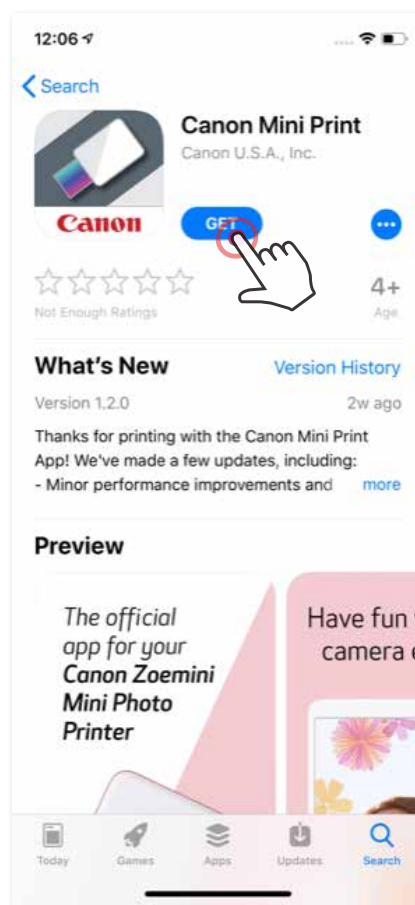 12:06
Search
Canon Mini Print
Canon U.S.A., Inc.
Canon
GET
4+
Not Enough Ratings
Age
What's New
Version History
Version 1.2.0
2w ago
Thanks for printing with the Canon Mini Print
App! We've made a few updates, including:
- Minor performance improvements and
more
Preview
The official
app for your
Canon Zoemini
Mini Photo
Printer
Have fun
camera
Today
Games
Apps
Updates
Search